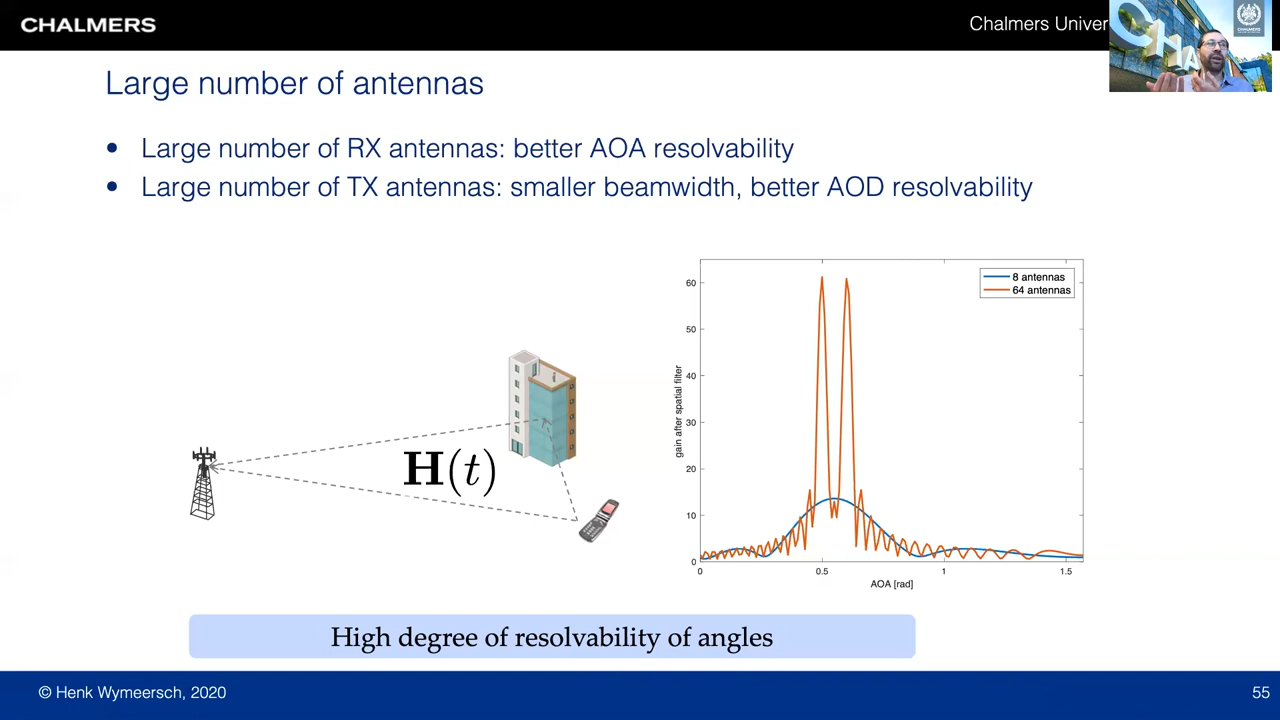 CHALMERS
Chalmers Univer
Large number of antennas
• Large number of RX antennas: better AOA resolvability
• Large number of TX antennas: smaller beamwidth, better AOD resolvability
H(t)
8 antennas
64 antennas
60
50
40
30
20
10
0
gain after spatial filter
0 0.5 1 1.5
AOA [rad]
High degree of resolvability of angles
© Henk Wymeersch, 2020
55